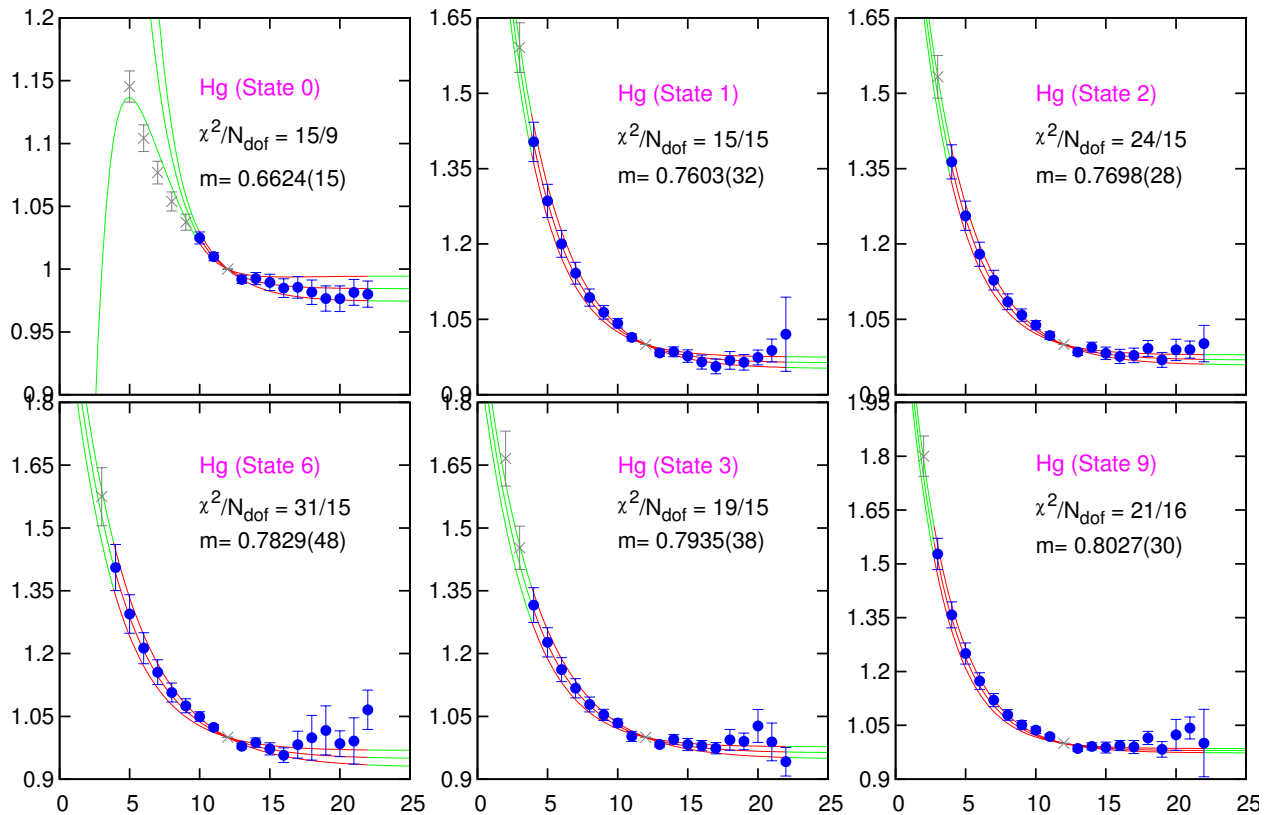 1.2
1.15
1.1
1.05
1
0.95
0.9
Hg (State 0)
χ²/N_dof = 15/9
m= 0.6624(15)
1.65
1.5
1.35
1.2
1.05
0.9
Hg (State 1)
χ²/N_dof = 15/15
m= 0.7603(32)
1.65
1.5
1.35
1.2
1.05
0.9
Hg (State 2)
χ²/N_dof = 24/15
m= 0.7698(28)
1.8
1.65
1.5
1.35
1.2
1.05
0.9
Hg (State 6)
χ²/N_dof = 31/15
m= 0.7829(48)
0 5 10 15 20 25
1.8
1.65
1.5
1.35
1.2
1.05
0.9
Hg (State 3)
χ²/N_dof = 19/15
m= 0.7935(38)
0 5 10 15 20 25
1.95
1.8
1.65
1.5
1.35
1.2
1.05
0.9
Hg (State 9)
χ²/N_dof = 21/16
m= 0.8027(30)
0 5 10 15 20 25